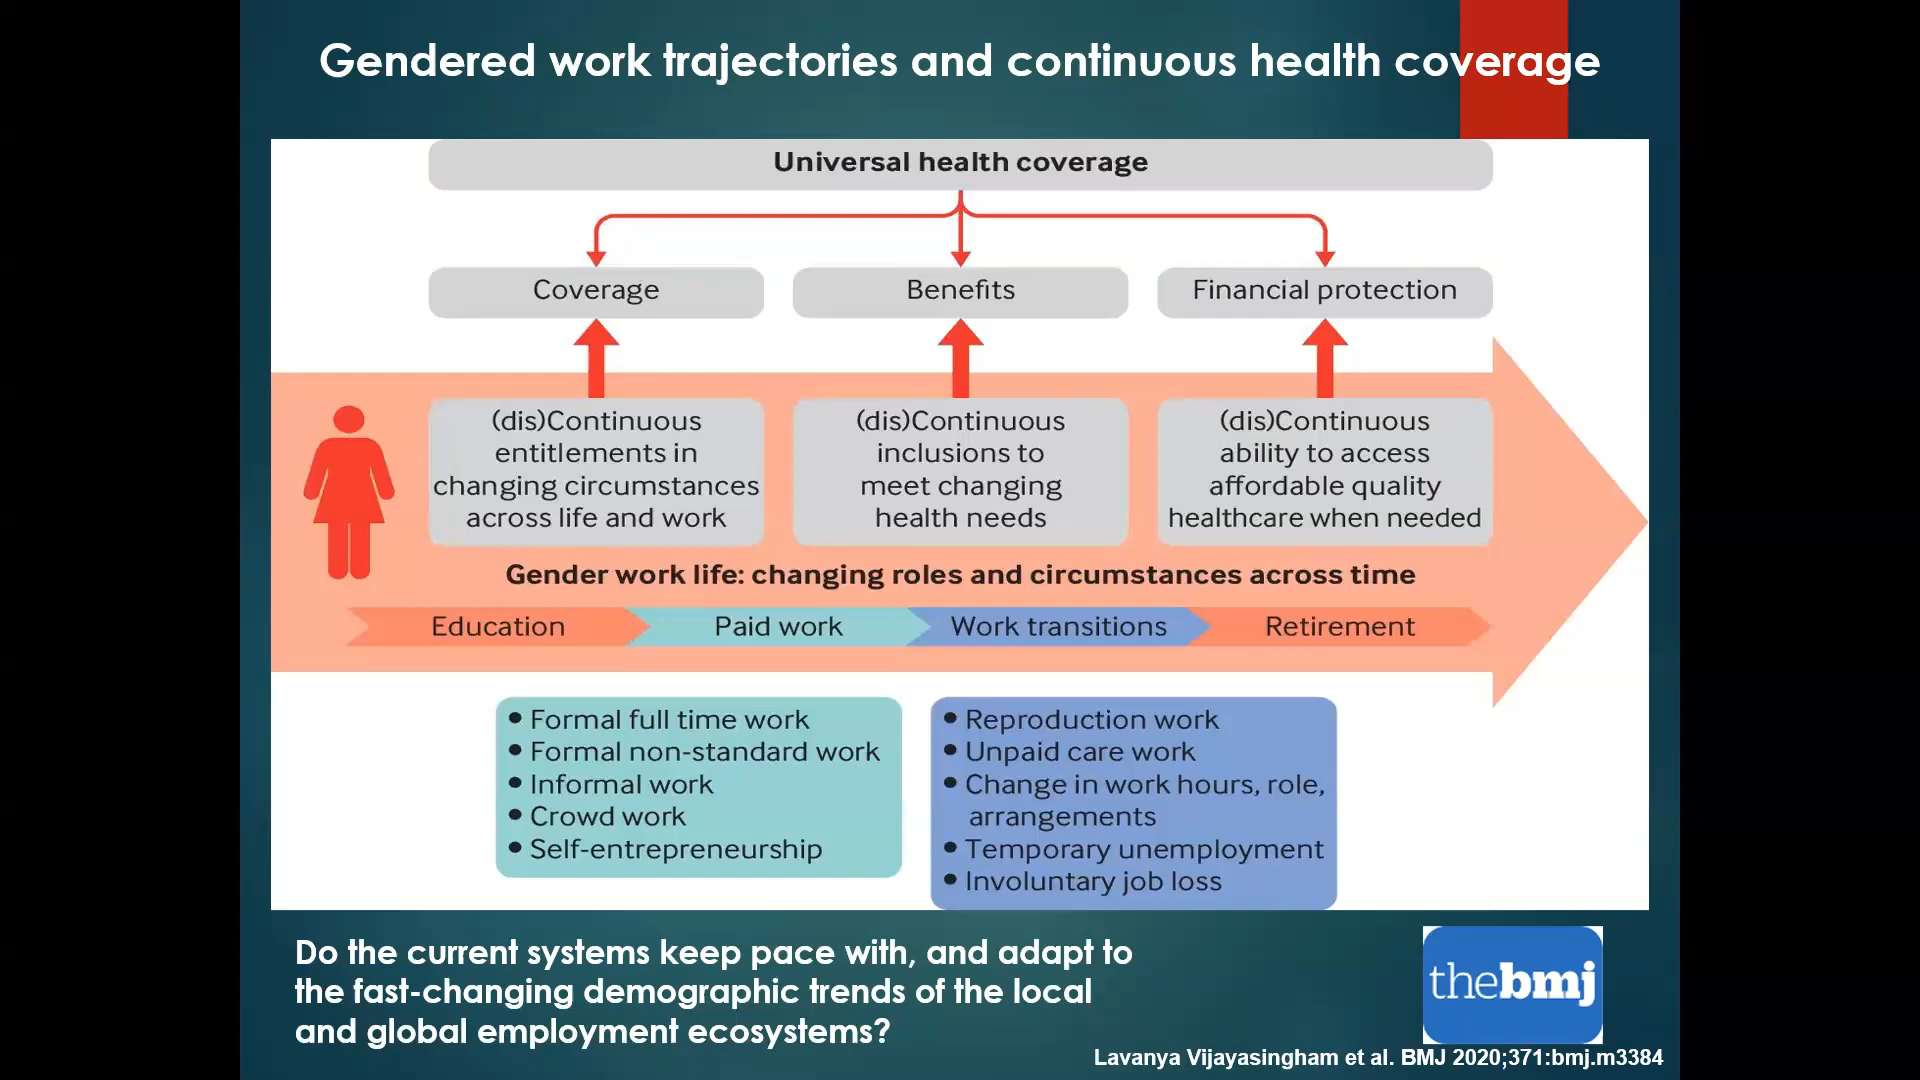 Gendered work trajectories and continuous health coverage
Universal health coverage
Coverage
Benefits
Financial protection
(dis)Continuous
entitlements in
changing circumstances
across life and work
(dis)Continuous
inclusions to
meet changing
health needs
(dis)Continuous
ability to access
affordable quality
healthcare when needed
Gender work life: changing roles and circumstances across time
Education
Paid work
Work transitions
Retirement
• Formal full time work
• Formal non-standard work
• Informal work
• Crowd work
• Self-entrepreneurship
• Reproduction work
• Unpaid care work
• Change in work hours, role,
arrangements
• Temporary unemployment
• Involuntary job loss
Do the current systems keep pace with, and adapt to
the fast-changing demographic trends of the local
and global employment ecosystems?
thebmj
Lavanya Vijayasingham et al. BMJ 2020;371:bmj.m3384